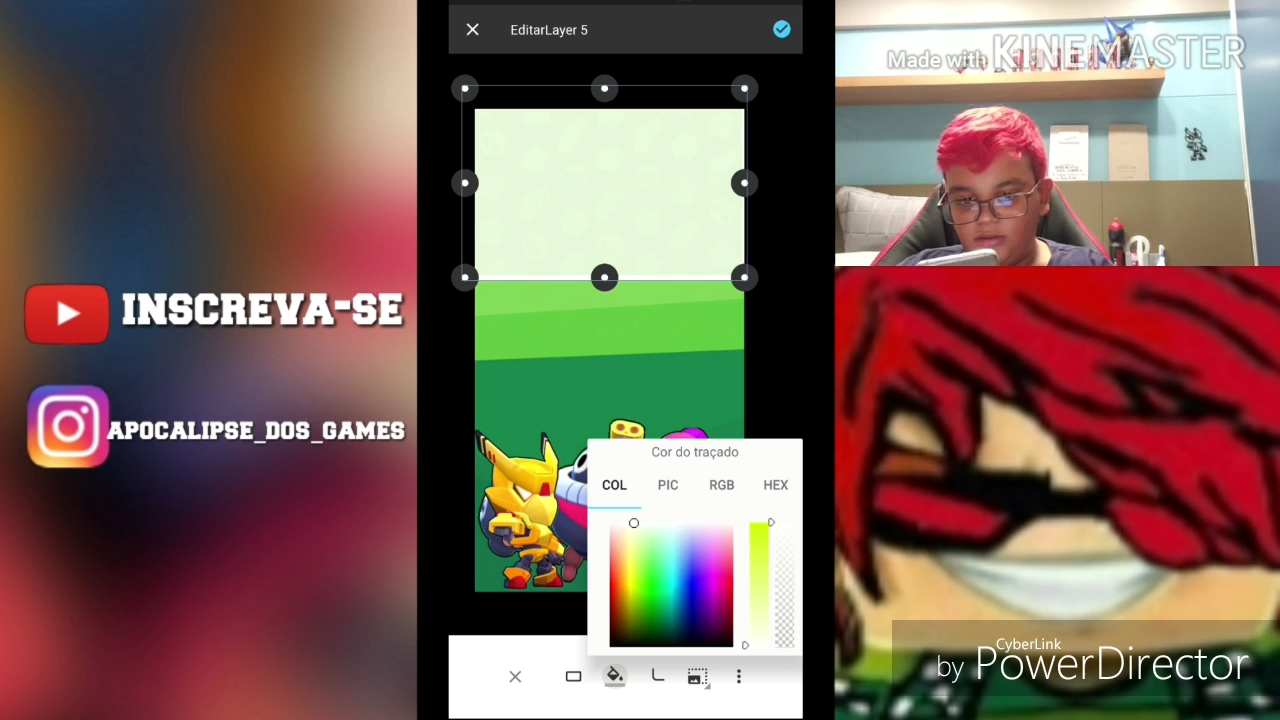 EditarLayer 5
Made with KINEMASTER
INSCREVA-SE
APOCALIPSE_DOS_GAMES
Cor do traçado
COL PIC RGB HEX
CyberLink
by PowerDirector